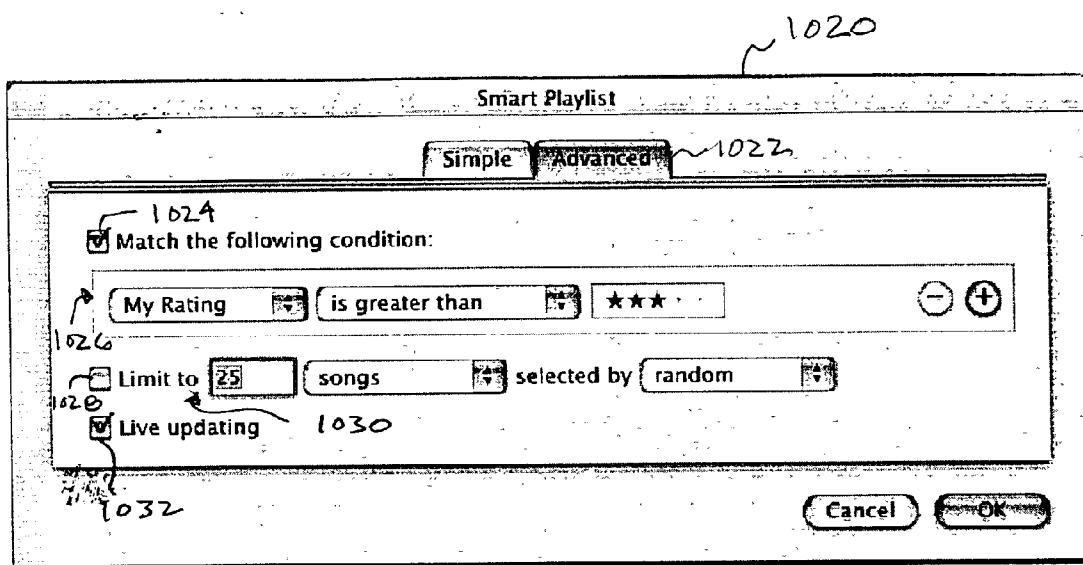 1020
Smart Playlist
Simple Advanced 1022
1024
Match the following condition:
My Rating is greater than ★★★··
1026
Limit to 25 songs selected by random
1028
Live updating 1030
1032
Cancel OK